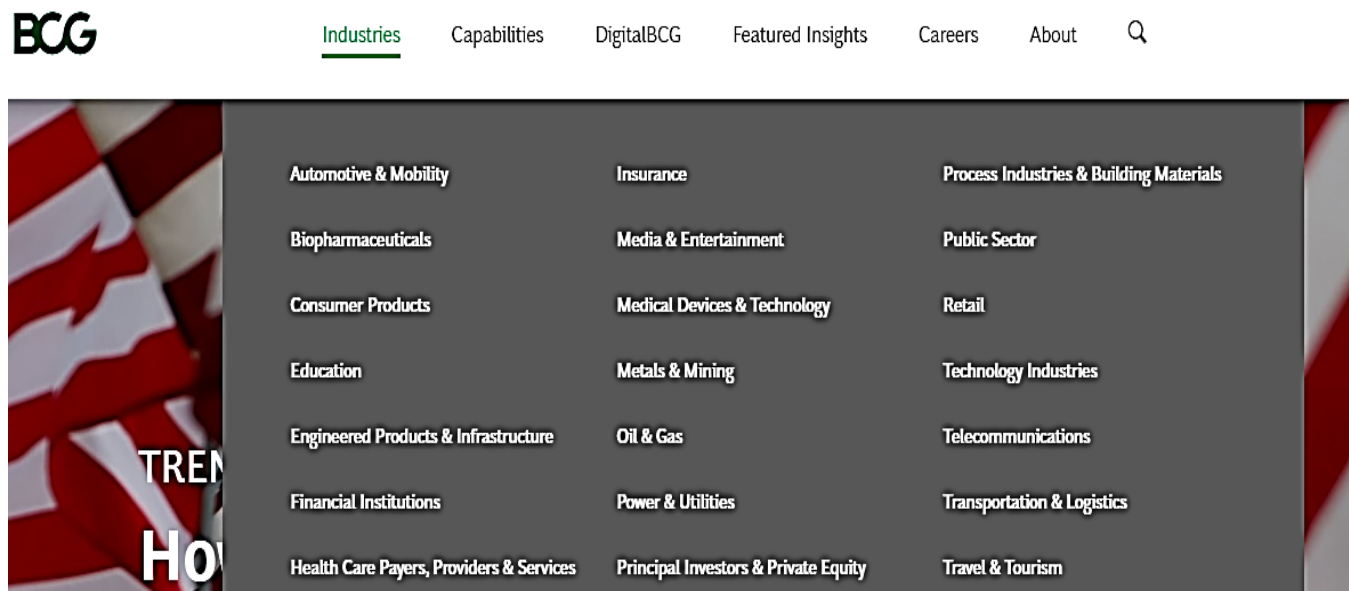 BCG
Industries Capabilities DigitalBCG Featured Insights Careers About
Automotive & Mobility Insurance Process Industries & Building Materials
Biopharmaceuticals Media & Entertainment Public Sector
Consumer Products Medical Devices & Technology Retail
Education Metals & Mining Technology Industries
Engineered Products & Infrastructure Oil & Gas Telecommunications
TREN
Financial Institutions Power & Utilities Transportation & Logistics
Health Care Payers, Providers & Services Principal Investors & Private Equity Travel & Tourism